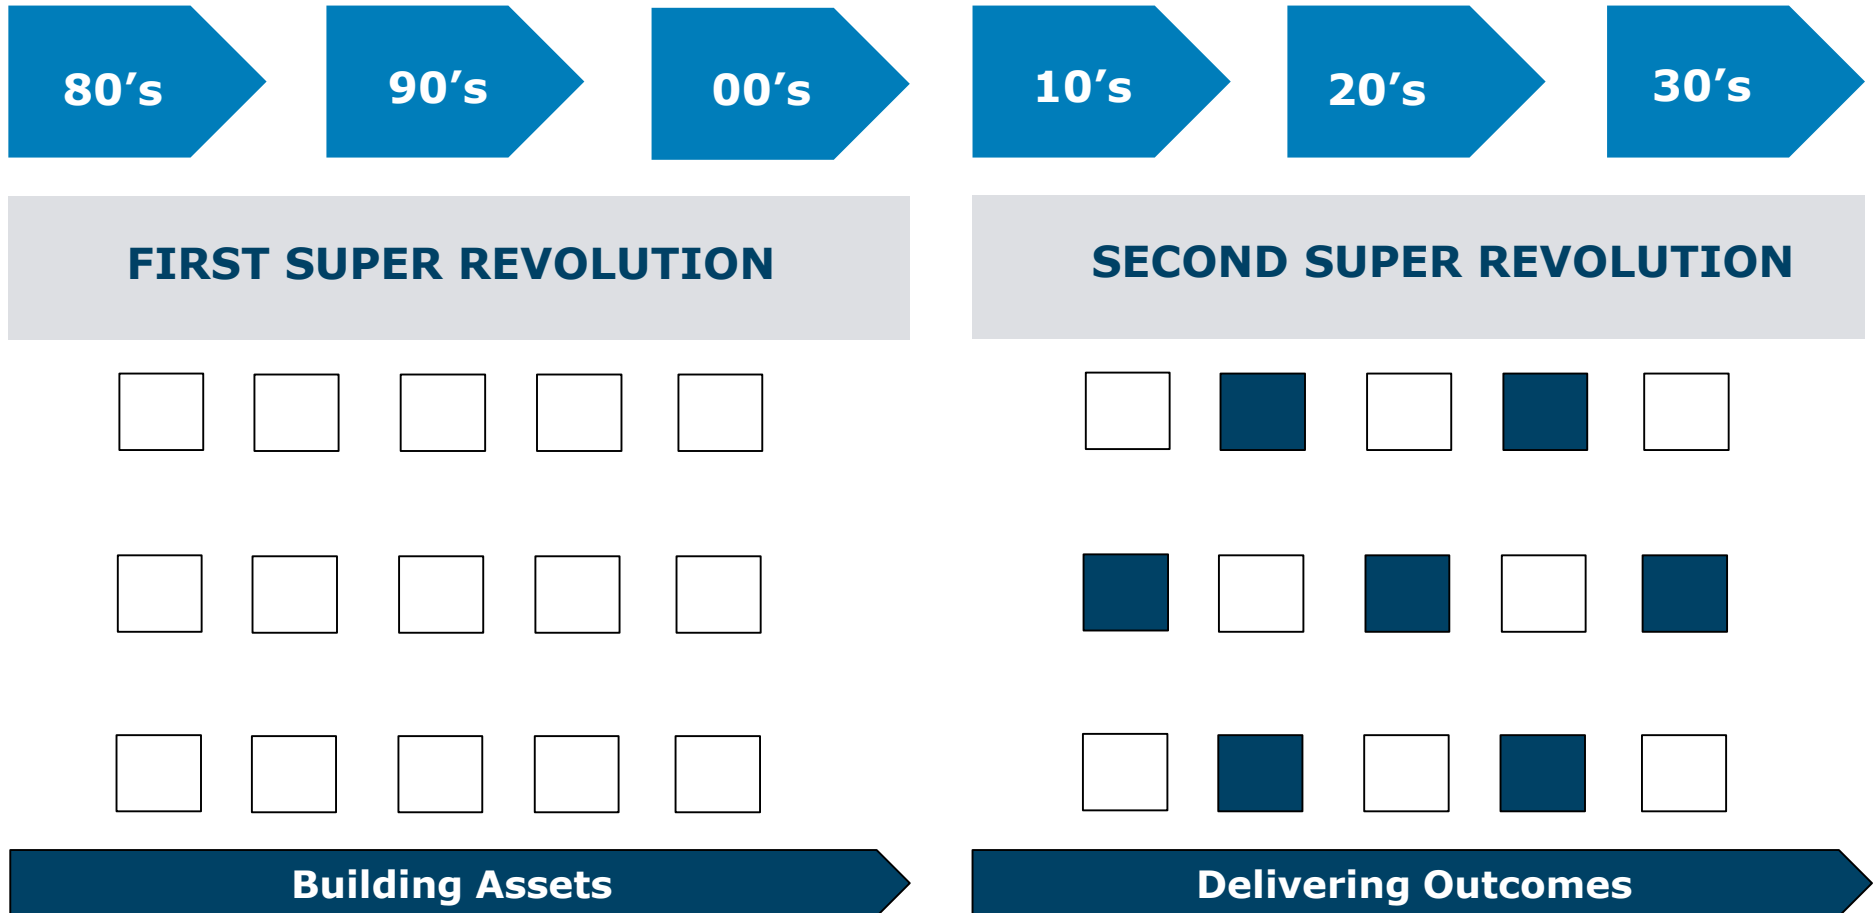 80’s
90’s
00’s
10’s
20’s
30’s
FIRST SUPER REVOLUTION
SECOND SUPER REVOLUTION
Building Assets
Delivering Outcomes